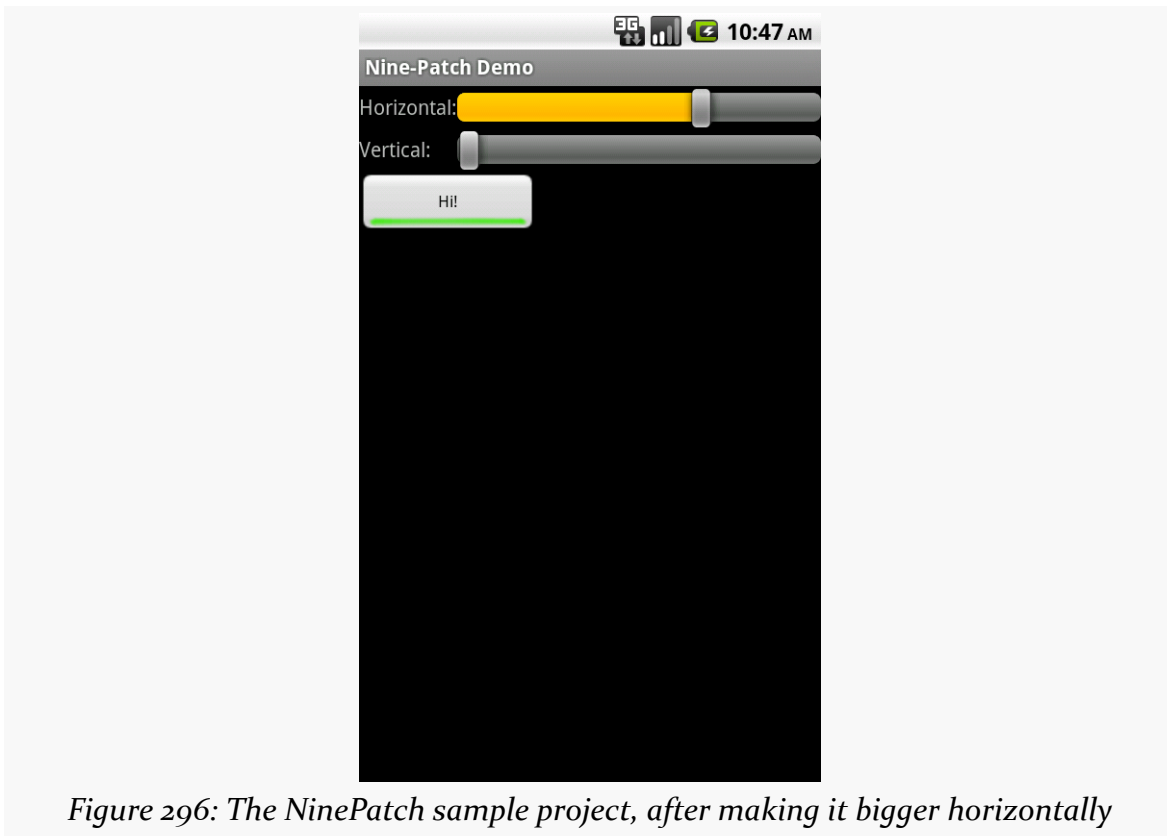 3G 10:47 AM
Nine-Patch Demo
Horizontal:
Vertical:
Hi!
Figure 296: The NinePatch sample project, after making it bigger horizontally